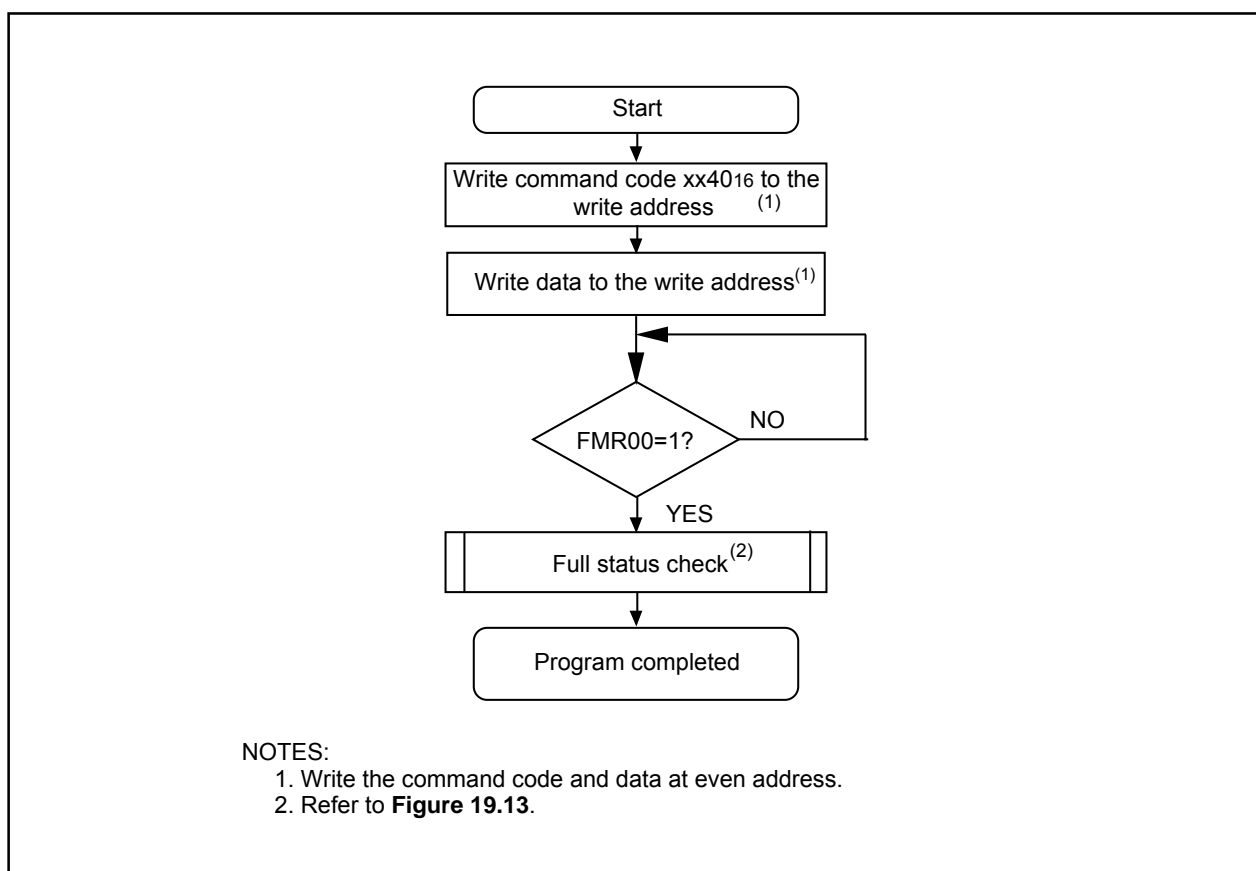 Start
Write command code xx4016 to the
write address (1)
Write data to the write address(1)
FMR00=1?
NO
YES
Full status check(2)
Program completed
NOTES:
1. Write the command code and data at even address.
2. Refer to Figure 19.13.